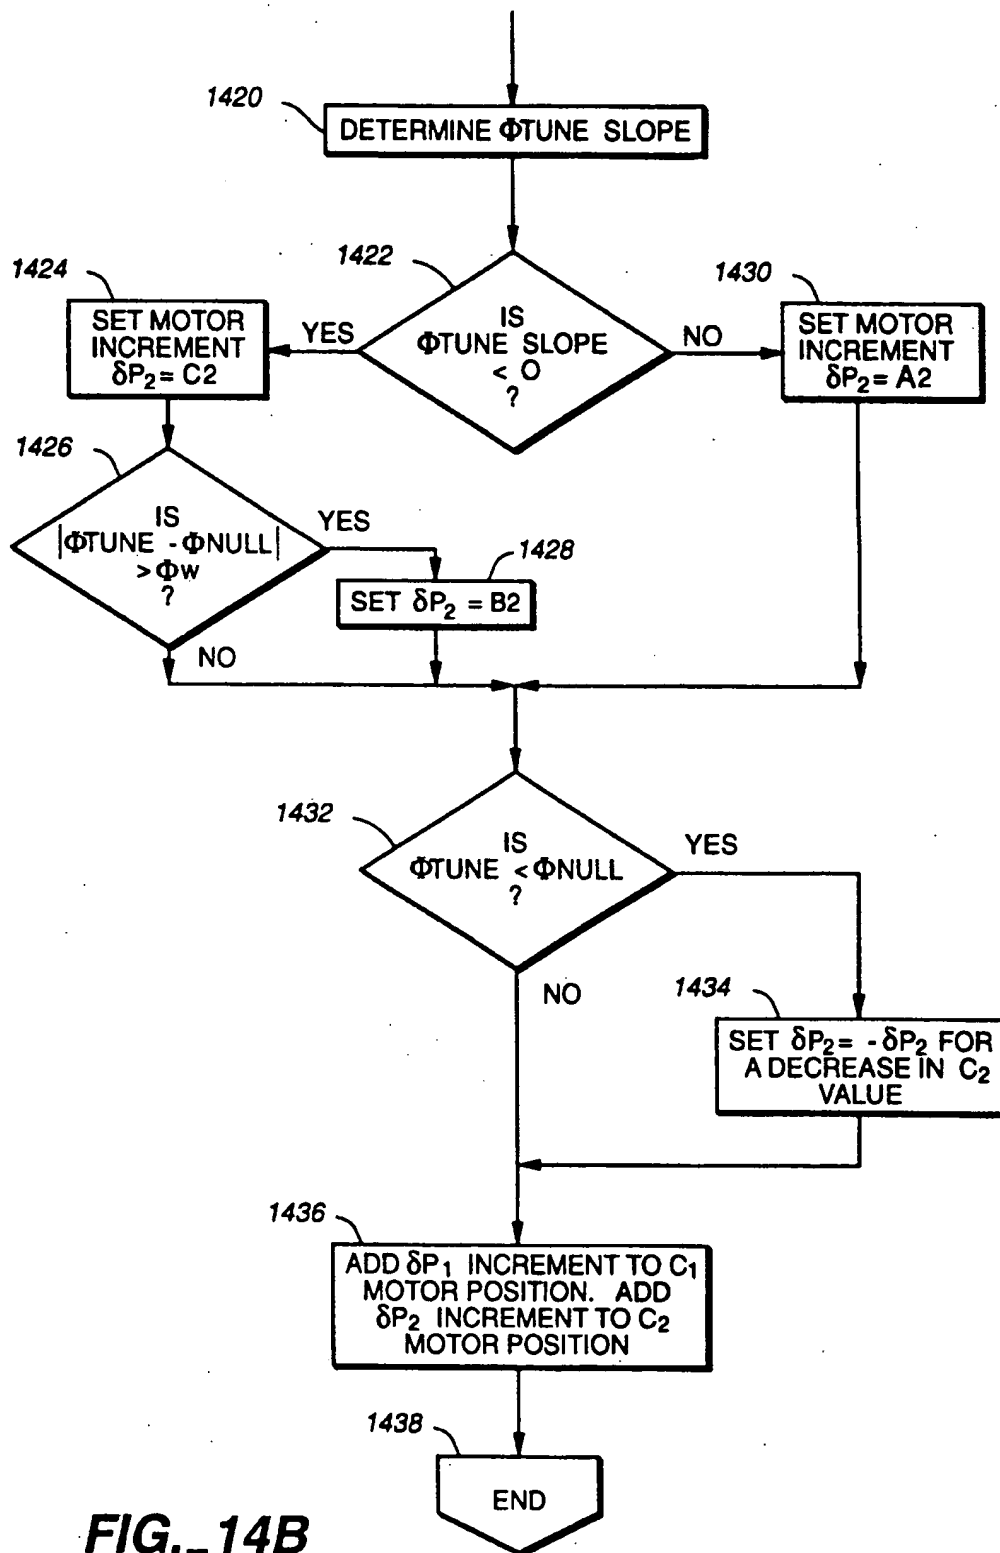 1420
DETERMINE ΦTUNE SLOPE
1422
1424
1430
SET MOTOR
INCREMENT
δP₂ = C2
YES
IS
ΦTUNE SLOPE
< O
?
NO
SET MOTOR
INCREMENT
δP₂ = A2
1426
IS
|ΦTUNE - ΦNULL|
> Φw
?
YES
1428
SET δP₂ = B2
NO
1432
IS
ΦTUNE < ΦNULL
?
YES
NO
1434
SET δP₂ = - δP₂ FOR
A DECREASE IN C₂
VALUE
1436
ADD δP₁ INCREMENT TO C₁
MOTOR POSITION. ADD
δP₂ INCREMENT TO C₂
MOTOR POSITION
1438
END
FIG._14B